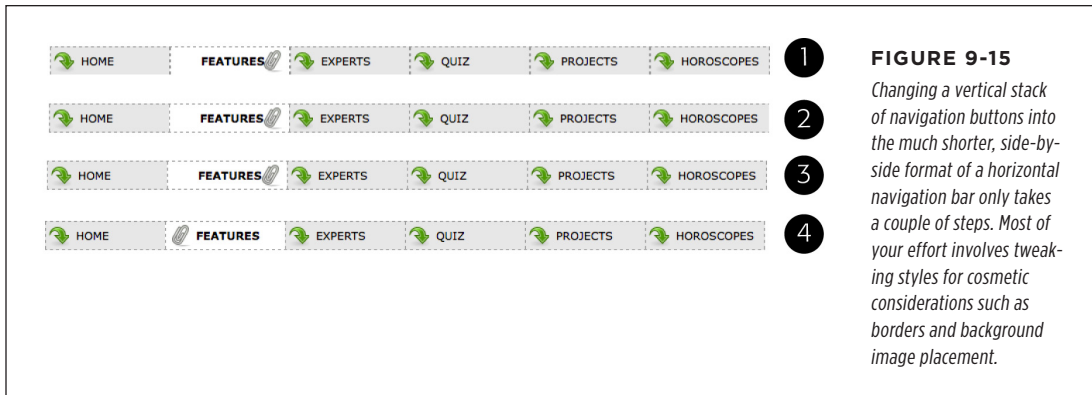 HOME FEATURES EXPERTS QUIZ PROJECTS HOROSCOPES 1
HOME FEATURES EXPERTS QUIZ PROJECTS HOROSCOPES 2
HOME FEATURES EXPERTS QUIZ PROJECTS HOROSCOPES 3
HOME FEATURES EXPERTS QUIZ PROJECTS HOROSCOPES 4
FIGURE 9-15
Changing a vertical stack
of navigation buttons into
the much shorter, side-by-
side format of a horizontal
navigation bar only takes
a couple of steps. Most of
your effort involves tweak-
ing styles for cosmetic
considerations such as
borders and background
image placement.